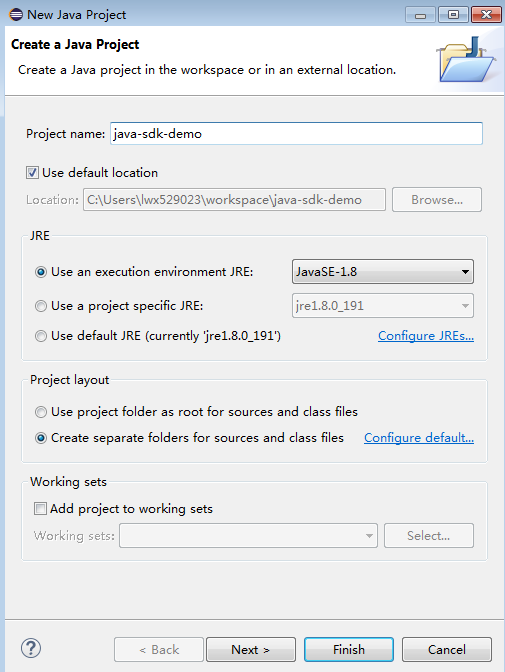 New Java Project
Create a Java Project
Create a Java project in the workspace or in an external location.
Project name: java-sdk-demo
Use default location
Location: C:\Users\lwx529023\workspace\java-sdk-demo Browse...
JRE
Use an execution environment JRE: JavaSE-1.8
Use a project specific JRE: jre1.8.0_191
Use default JRE (currently 'jre1.8.0_191') Configure JREs...
Project layout
Use project folder as root for sources and class files
Create separate folders for sources and class files Configure default...
Working sets
Add project to working sets
Working sets: Select...
? < Back Next > Finish Cancel